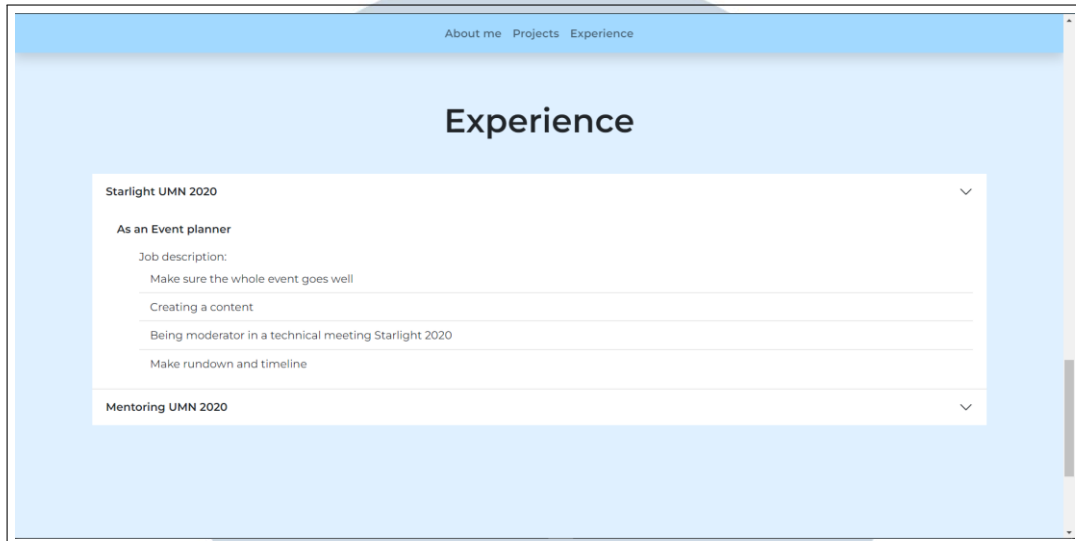 About me Projects Experience
Experience
Starlight UMN 2020
As an Event planner
Job description:
Make sure the whole event goes well
Creating a content
Being moderator in a technical meeting Starlight 2020
Make rundown and timeline
Mentoring UMN 2020